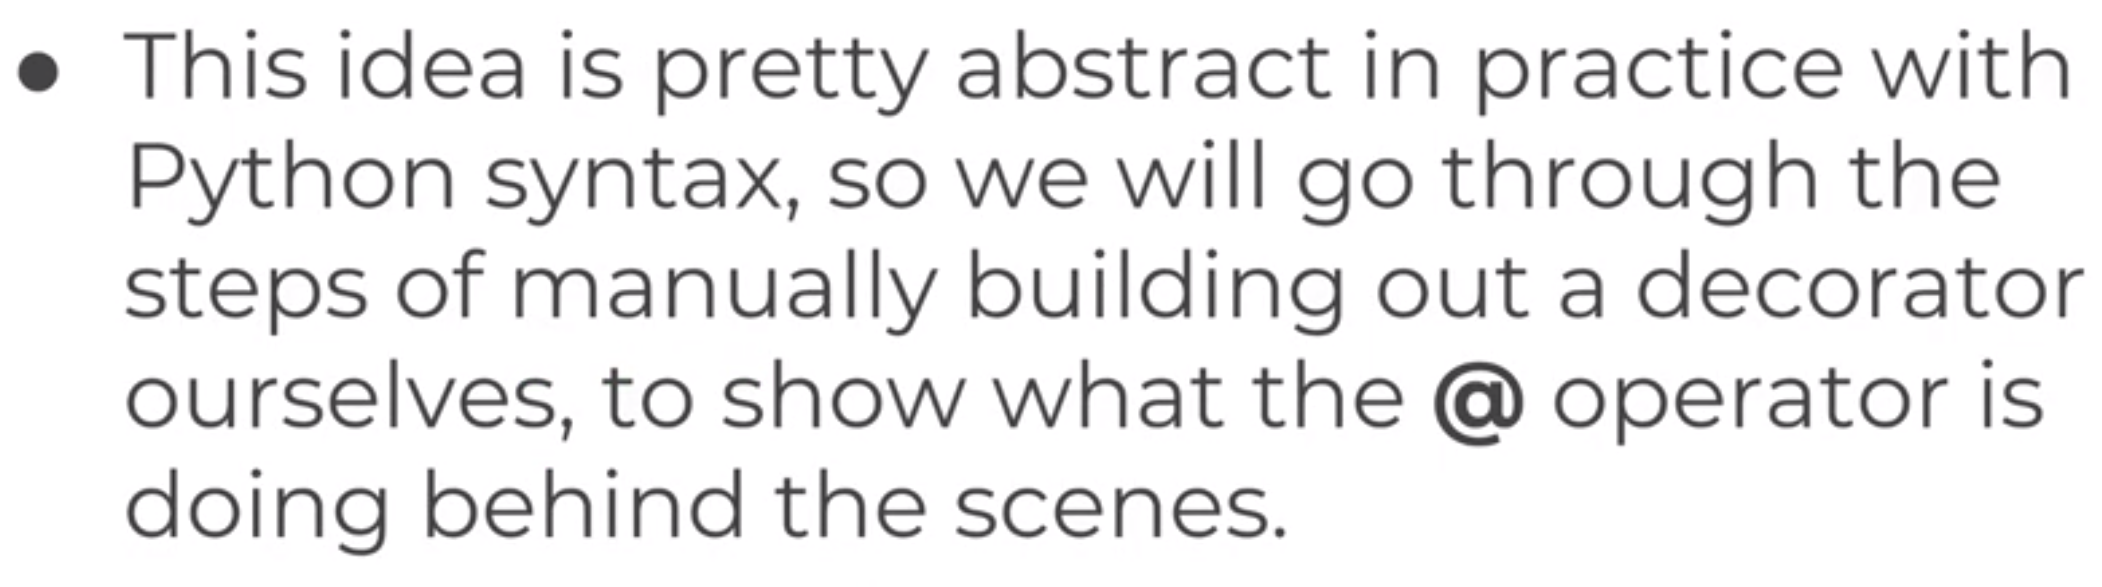 ● This idea is pretty abstract in practice with
Python syntax, so we will go through the
steps of manually building out a decorator
ourselves, to show what the @ operator is
doing behind the scenes.